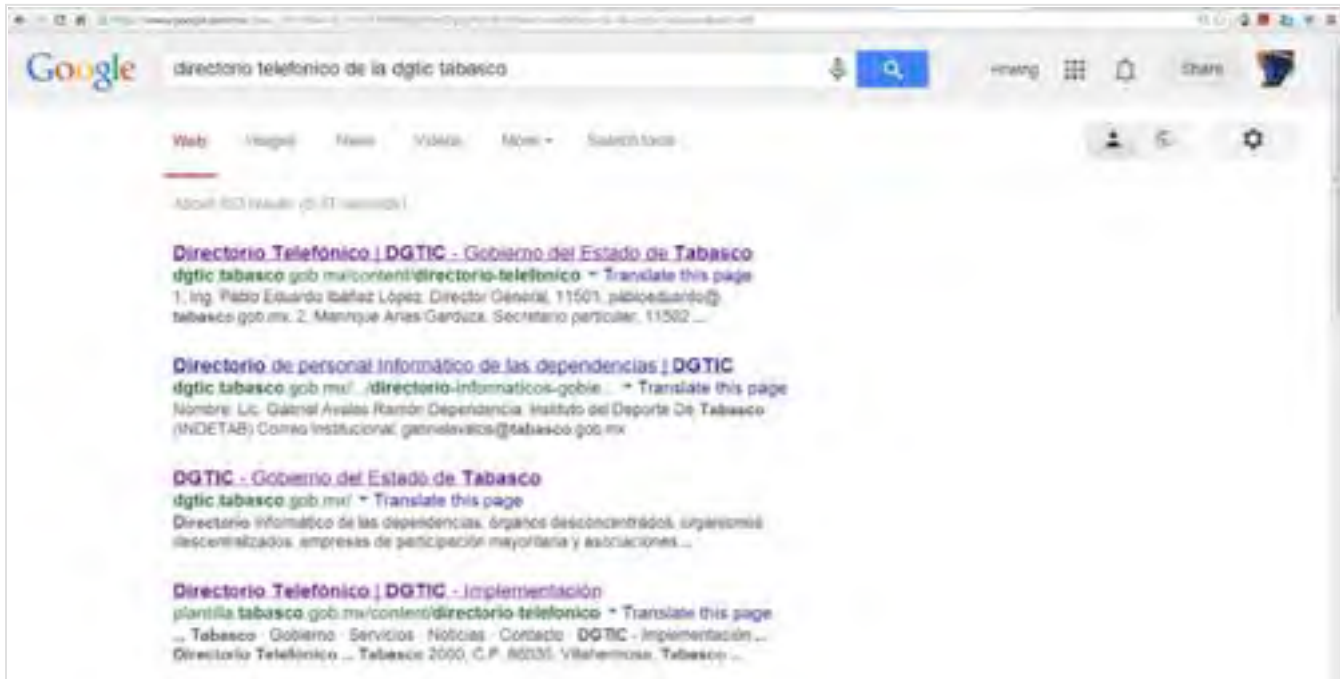 Google directorio telefonico de la dgtic tabasco Share
Web Images News Videos More Search tools
Directorio Telefónico | DGTIC - Gobierno del Estado de Tabasco
dgtic.tabasco.gob.mx/content/directorio-telefonico Translate this page
1, Ing. Pablo Eduardo Ibáñez López, Director General, 11501, pabloeduardo@
tabasco.gob.mx. 2, Manrique Arias Garduza, Secretario particular, 11502 ...
Directorio de personal Informático de las dependencias | DGTIC
dgtic.tabasco.gob.mx/.../directorio-informaticos-gobie... Translate this page
Nombre: Lic. Gabriel Avalos Ramón Dependencia: Instituto del Deporte De Tabasco
(INDETAB) Correo Institucional: gabrielavalos@tabasco.gob.mx
DGTIC - Gobierno del Estado de Tabasco
dgtic.tabasco.gob.mx/ Translate this page
Directorio Informático de las dependencias, órganos desconcentrados, organismos
descentralizados, empresas de participación mayoritaria y asociaciones ...
Directorio Telefónico | DGTIC - Implementación
plantilla.tabasco.gob.mx/content/directorio-telefonico Translate this page
... Tabasco · Gobierno · Servicios · Noticias · Contacto · DGTIC - Implementación ...
Directorio Telefónico ... Tabasco 2000, C.P. 86035, Villahermosa, Tabasco ...